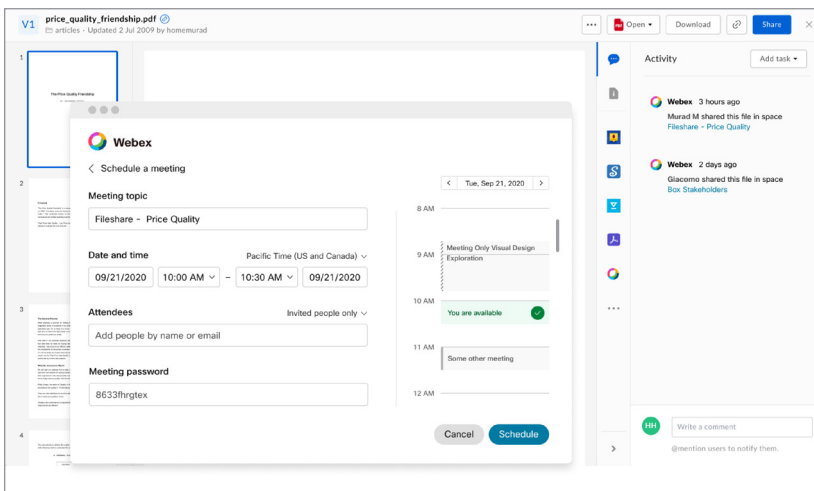 V1
price_quality_friendship.pdf
articles - Updated 2 Jul 2009 by homemurad
Open
Download
Share
1
The Price Quality Friendship
2
3
4
Webex
Schedule a meeting
Meeting topic
Fileshare - Price Quality
Date and time
Pacific Time (US and Canada)
09/21/2020
10:00 AM
–
10:30 AM
09/21/2020
Attendees
Invited people only
Add people by name or email
Meeting password
8633fhrgtex
Tue, Sep 21, 2020
8 AM
9 AM
Meeting Only Visual Design
Exploration
10 AM
You are available
11 AM
Some other meeting
12 AM
Cancel
Schedule
Activity
Add task
Webex 3 hours ago
Murad M shared this file in space
Fileshare - Price Quality
Webex 2 days ago
Giacomo shared this file in space
Box Stakeholders
HH
Write a comment
@mention users to notify them.